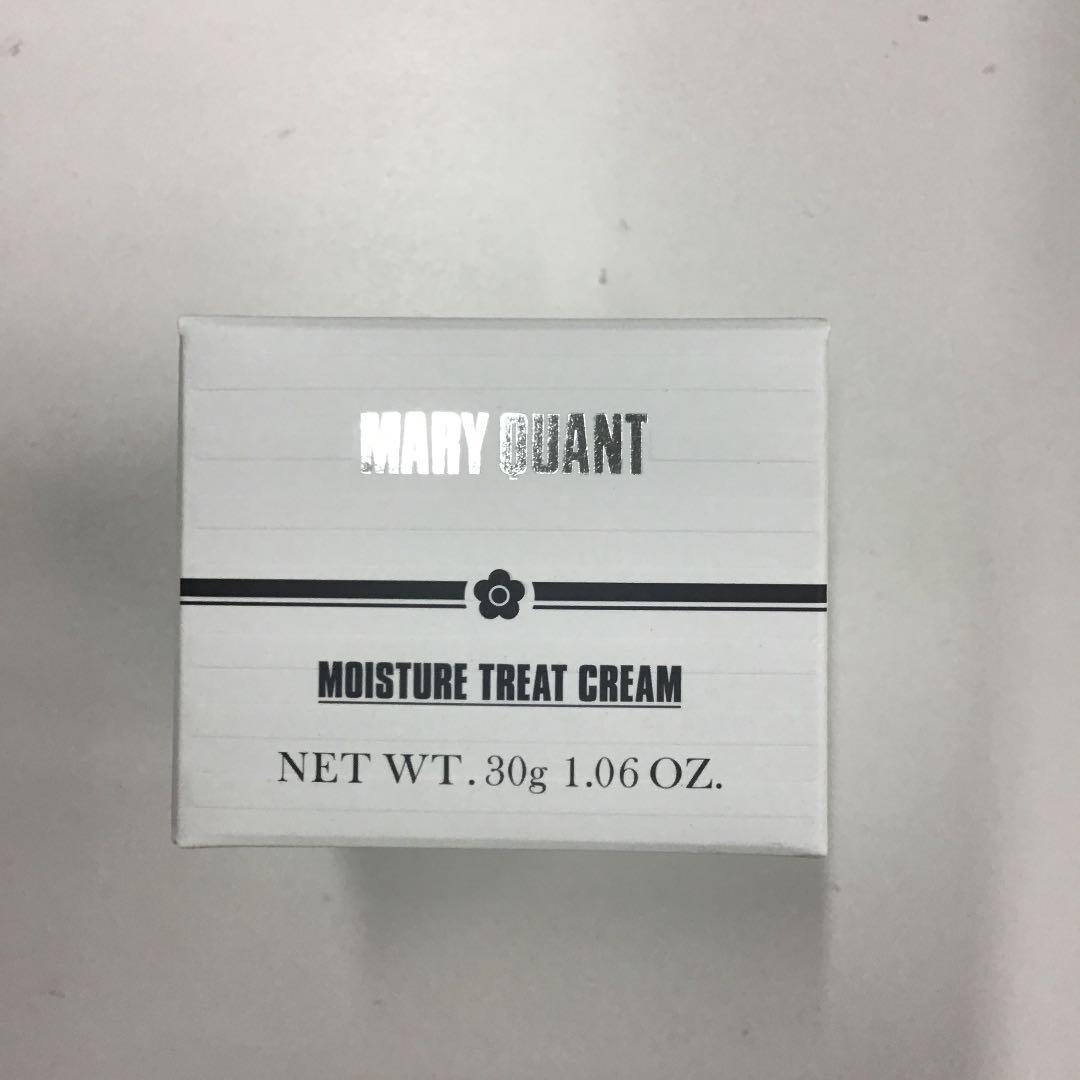 MARY QUANT
MOISTURE TREAT CREAM
NET WT. 30g 1.06 OZ.